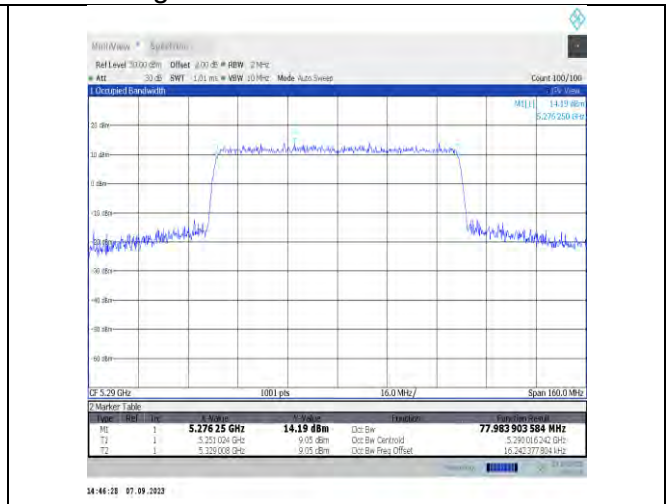 MultiView Spectrum
Ref Level 30.00 dBm Offset 2.00 dB RBW 2 MHz
Att 30 dB SWT 1.01 ms VBW 10 MHz Mode Auto Sweep Count 100/100
1 Occupied Bandwidth
M1[1] 14.19 dBm
5.276 250 GHz
20 dBm
10 dBm
0 dBm
-10 dBm
-20 dBm
-30 dBm
-40 dBm
-50 dBm
-60 dBm
CF 5.29 GHz 1001 pts 16.0 MHz/ Span 160.0 MHz
2 Marker Table
Type Ref Trc X-Value Y-Value Function Function Result
M1 1 5.276 25 GHz 14.19 dBm Occ Bw 77.983 903 584 MHz
T1 1 5.251 024 GHz 9.05 dBm Occ Bw Centroid 5.290 016 242 GHz
T2 1 5.329 008 GHz 9.05 dBm Occ Bw Freq Offset 16.242 377 804 kHz
14:46:28 07.09.2023